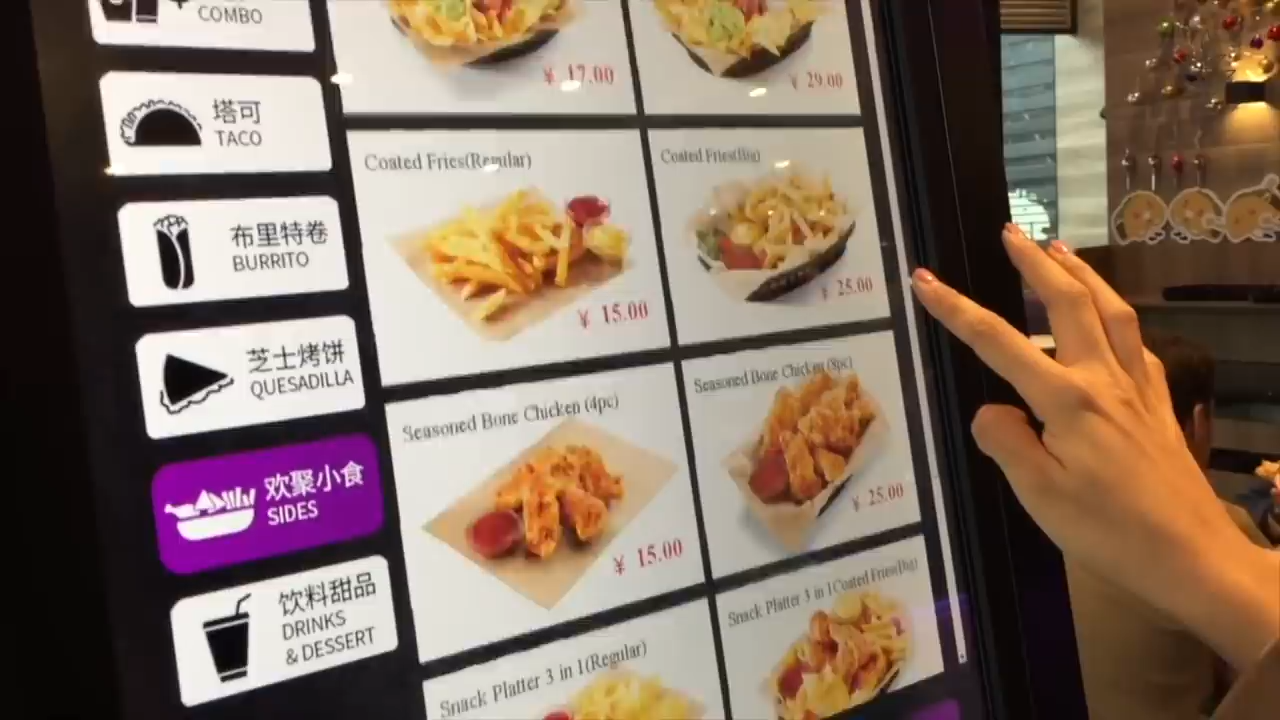 COMBO
塔可
TACO
布里特卷
BURRITO
芝士烤饼
QUESADILLA
欢聚小食
SIDES
饮料甜品
DRINKS
& DESSERT
¥ 17.00
¥ 29.00
Coated Fries(Regular)
¥ 15.00
Coated Fries(Big)
¥ 25.00
Seasoned Bone Chicken (4pc)
¥ 15.00
Seasoned Bone Chicken (8pc)
¥ 25.00
Snack Platter 3 in 1(Regular)
Snack Platter 3 in 1Coated Fries(Big)